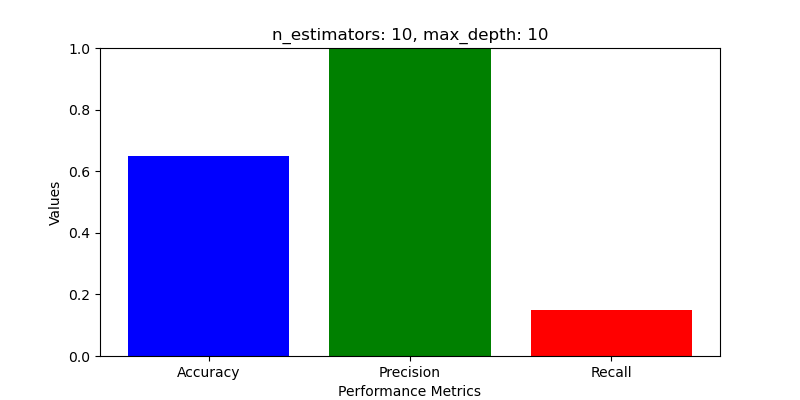 n_estimators: 10, max_depth: 10
1.0
0.8
0.6
0.4
0.2
0.0
Values
Accuracy Precision Recall
Performance Metrics